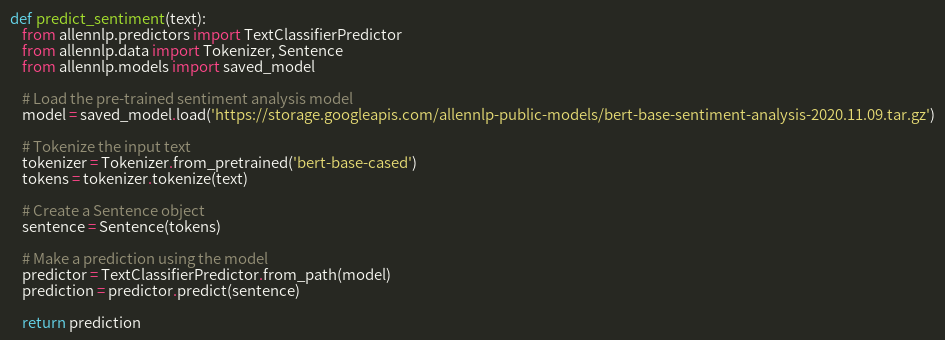 def predict_sentiment(text):
from allennlp.predictors import TextClassifierPredictor
from allennlp.data import Tokenizer, Sentence
from allennlp.models import saved_model
# Load the pre-trained sentiment analysis model
model = saved_model.load('https://storage.googleapis.com/allennlp-public-models/bert-base-sentiment-analysis-2020.11.09.tar.gz')
# Tokenize the input text
tokenizer = Tokenizer.from_pretrained('bert-base-cased')
tokens = tokenizer.tokenize(text)
# Create a Sentence object
sentence = Sentence(tokens)
# Make a prediction using the model
predictor = TextClassifierPredictor.from_path(model)
prediction = predictor.predict(sentence)
return prediction